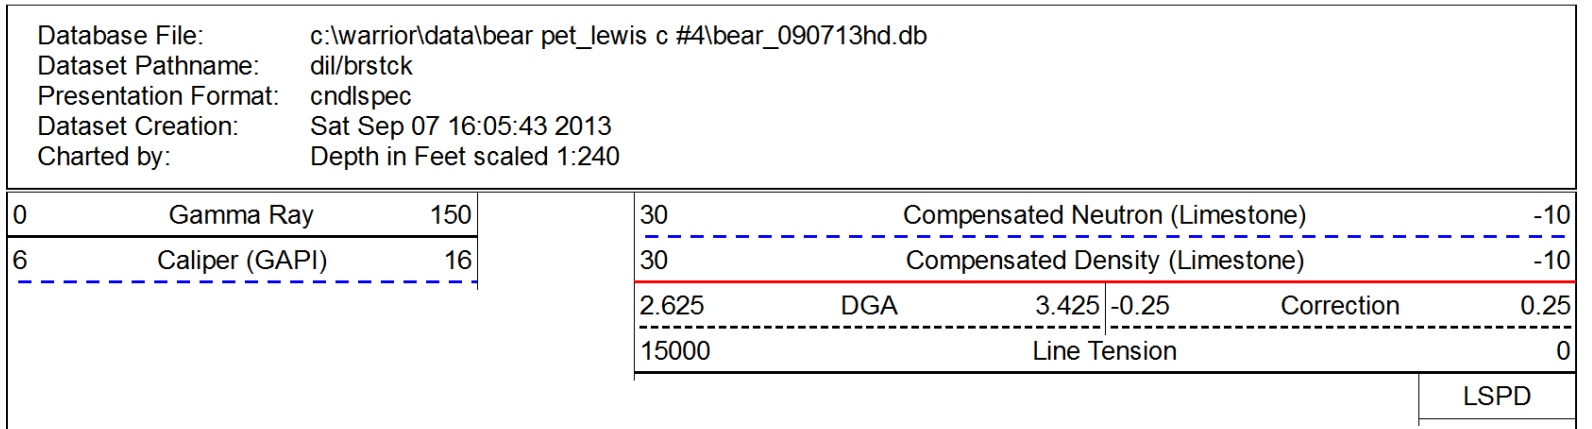 Database File: c:\warrior\data\bear pet_lewis c #4\bear_090713hd.db
Dataset Pathname: dil/brstck
Presentation Format: cndlspec
Dataset Creation: Sat Sep 07 16:05:43 2013
Charted by: Depth in Feet scaled 1:240
0 Gamma Ray 150 30 Compensated Neutron (Limestone) -10
6 Caliper (GAPI) 16 30 Compensated Density (Limestone) -10
2.625 DGA 3.425 -0.25 Correction 0.25
15000 Line Tension 0
LSPD